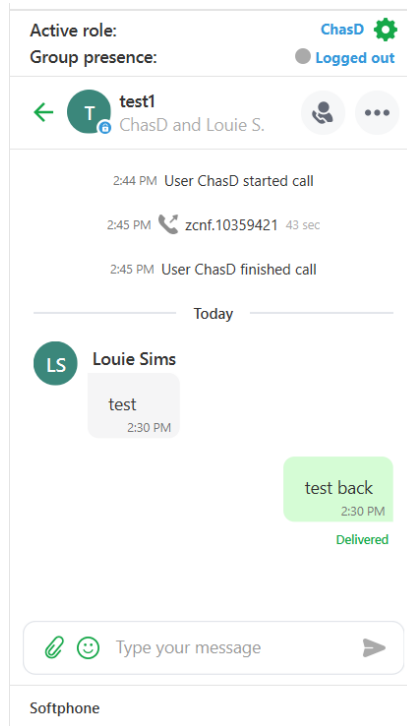 Active role: ChasD
Group presence: Logged out
T
test1
ChasD and Louie S.
2:44 PM User ChasD started call
2:45 PM zcnf.10359421 43 sec
2:45 PM User ChasD finished call
Today
LS
Louie Sims
test
2:30 PM
test back
2:30 PM
Delivered
Type your message
Softphone